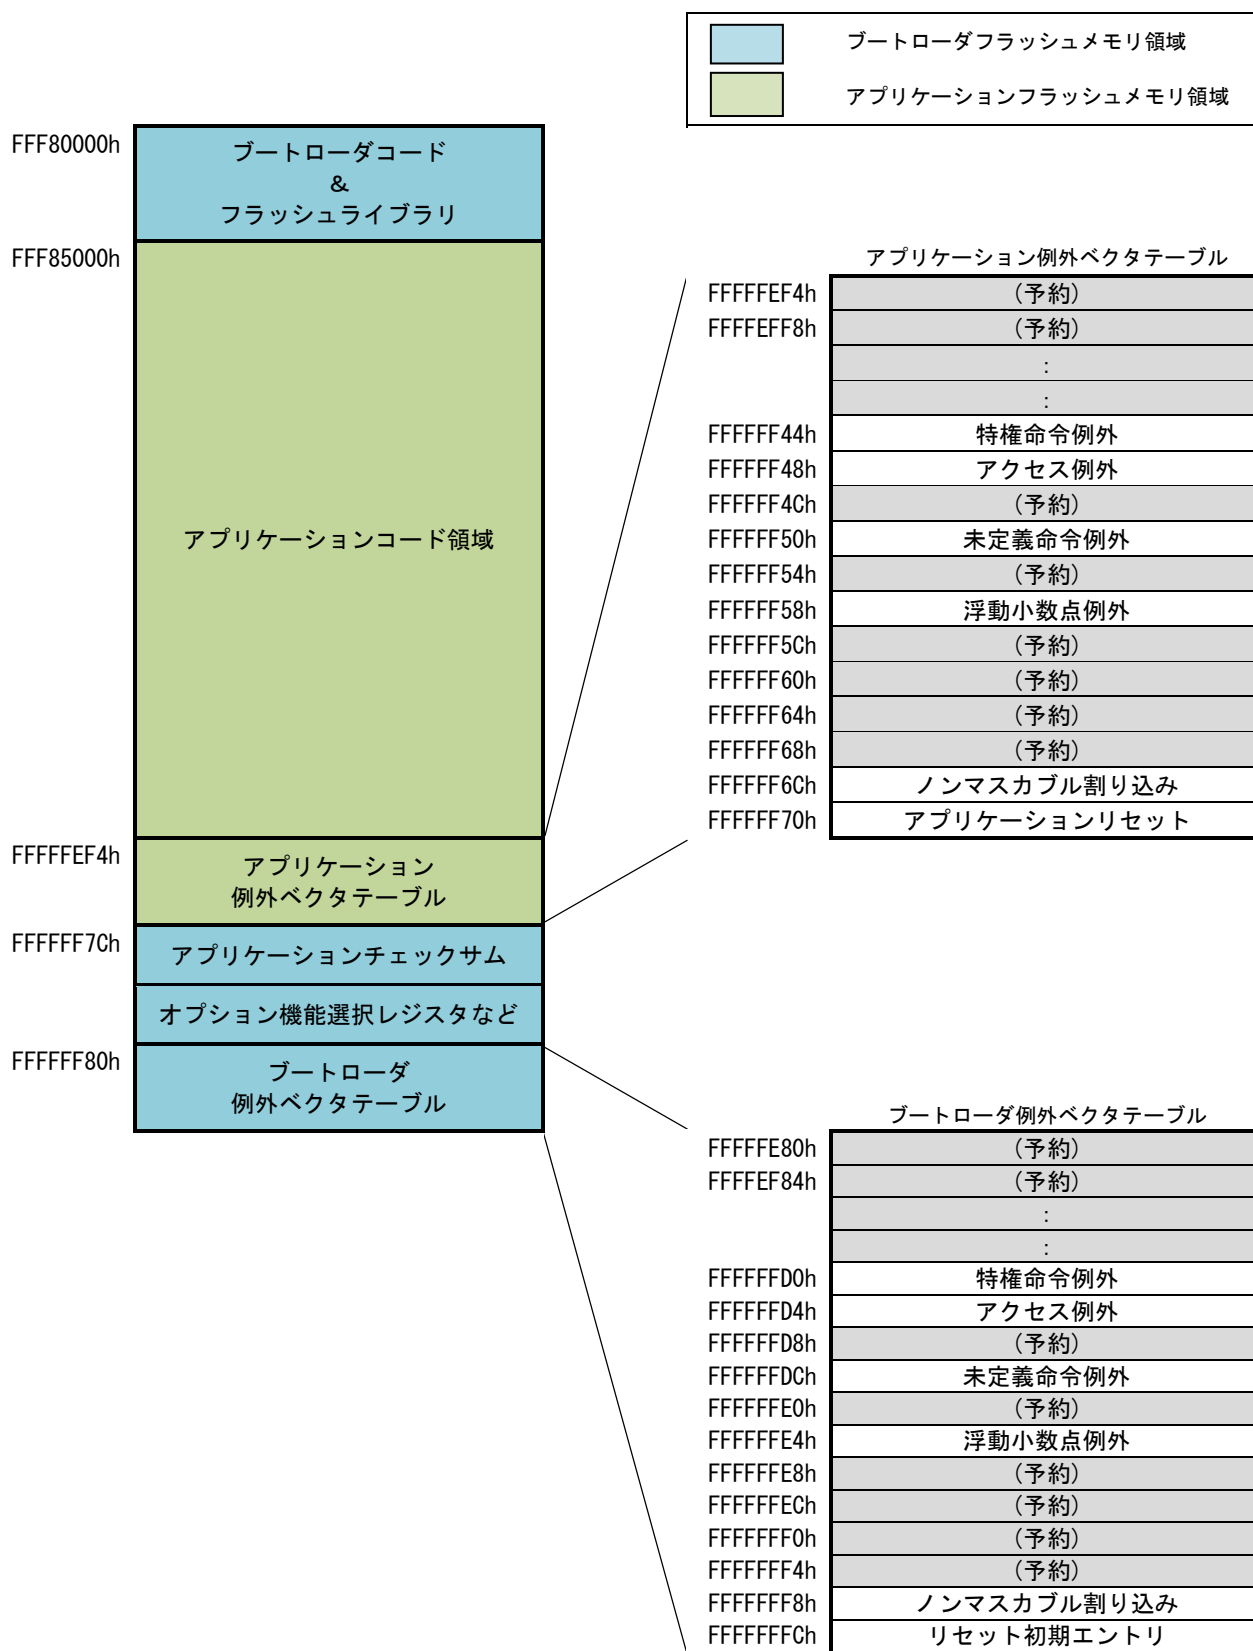 ブートローダフラッシュメモリ領域
アプリケーションフラッシュメモリ領域
FFF80000h
ブートローダコード
&
フラッシュライブラリ
FFF85000h
アプリケーションコード領域
FFFFFEF4h
アプリケーション
例外ベクタテーブル
FFFFFF7Ch
アプリケーションチェックサム
オプション機能選択レジスタなど
FFFFFF80h
ブートローダ
例外ベクタテーブル
アプリケーション例外ベクタテーブル
FFFFFEF4h (予約)
FFFFEFF8h (予約)
:
:
FFFFFF44h 特権命令例外
FFFFFF48h アクセス例外
FFFFFF4Ch (予約)
FFFFFF50h 未定義命令例外
FFFFFF54h (予約)
FFFFFF58h 浮動小数点例外
FFFFFF5Ch (予約)
FFFFFF60h (予約)
FFFFFF64h (予約)
FFFFFF68h (予約)
FFFFFF6Ch ノンマスカブル割り込み
FFFFFF70h アプリケーションリセット
ブートローダ例外ベクタテーブル
FFFFFE80h (予約)
FFFFEF84h (予約)
:
:
FFFFFFD0h 特権命令例外
FFFFFFD4h アクセス例外
FFFFFFD8h (予約)
FFFFFFDCh 未定義命令例外
FFFFFFE0h (予約)
FFFFFFE4h 浮動小数点例外
FFFFFFE8h (予約)
FFFFFFECh (予約)
FFFFFFF0h (予約)
FFFFFFF4h (予約)
FFFFFFF8h ノンマスカブル割り込み
FFFFFFFCh リセット初期エントリ